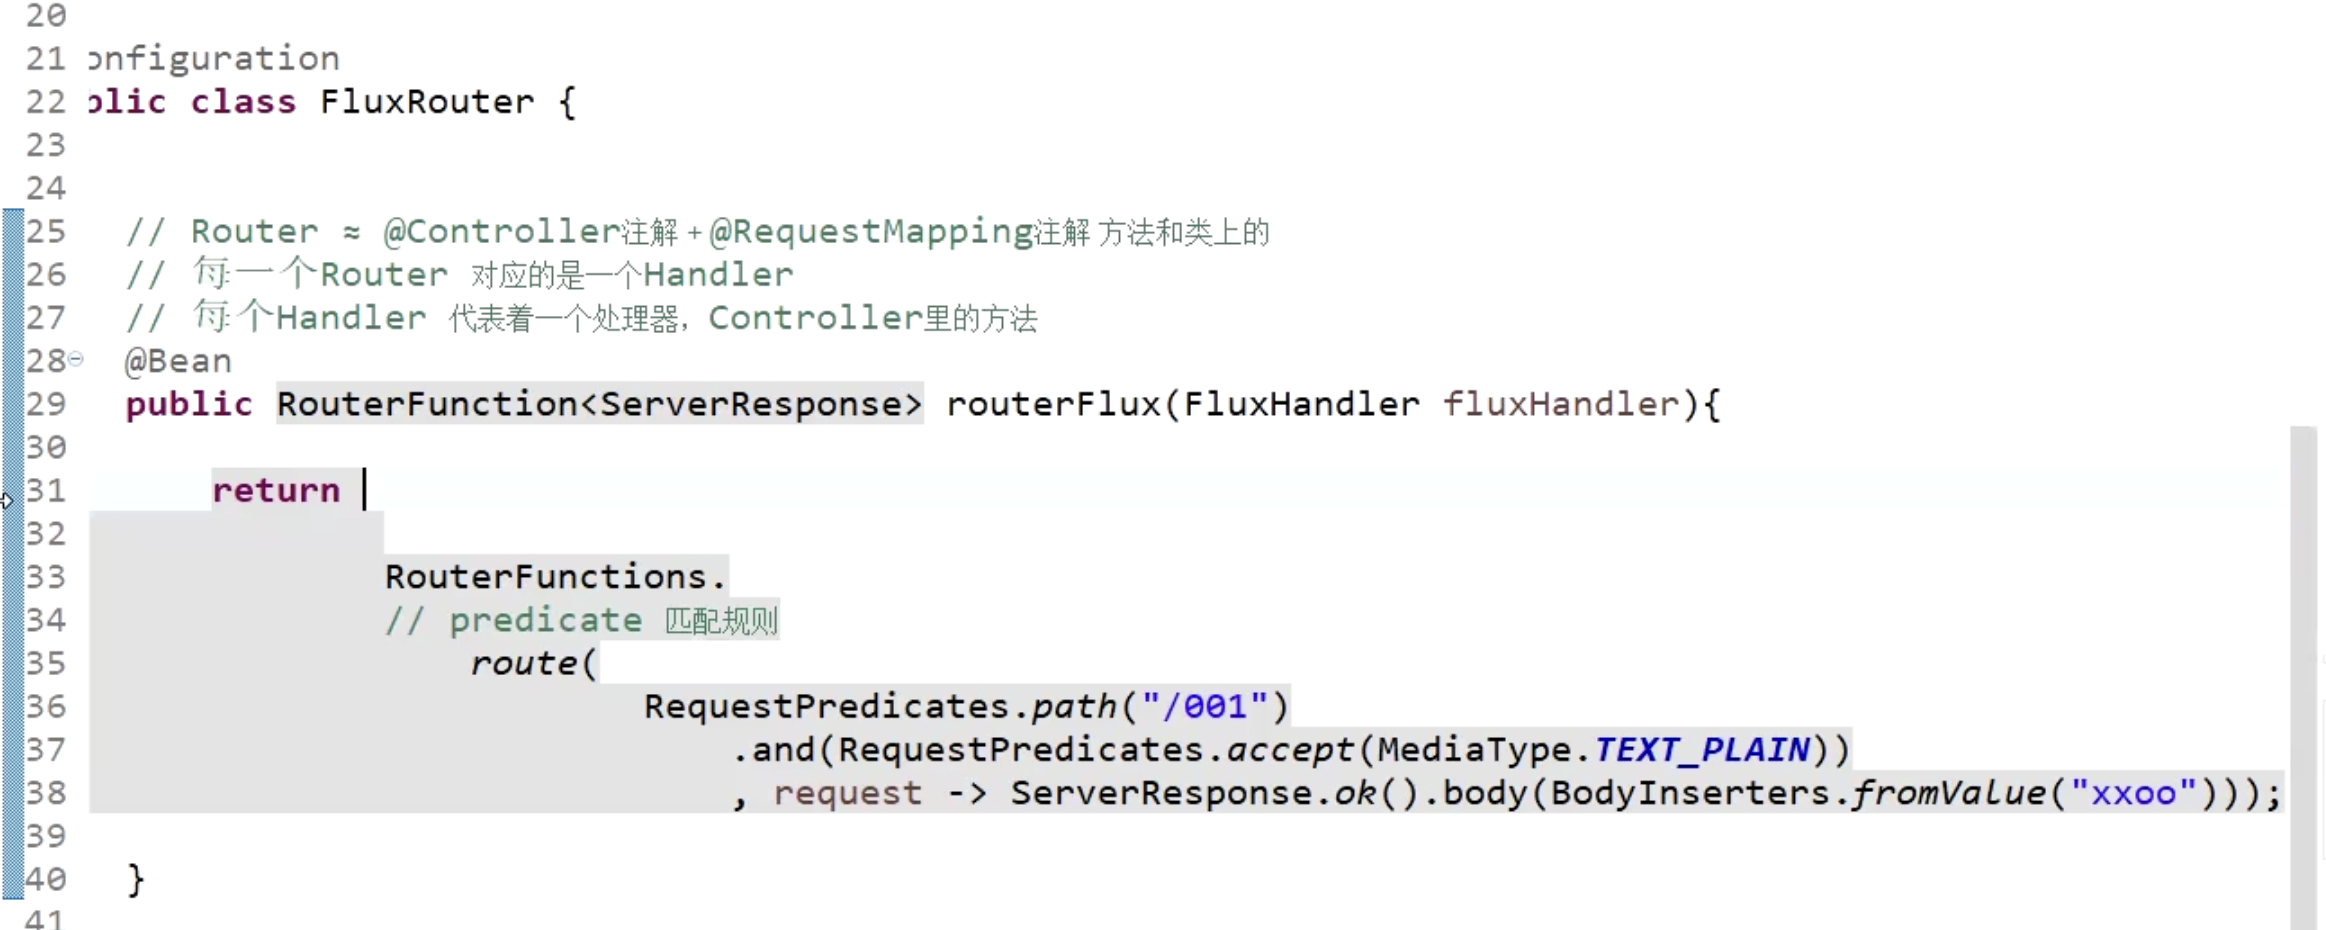 20
21 onfiguration
22 blic class FluxRouter {
23
24
25 // Router ≈ @Controller注解 + @RequestMapping注解 方法和类上的
26 // 每一个Router 对应的是一个Handler
27 // 每个Handler 代表着一个处理器，Controller里的方法
28 @Bean
29 public RouterFunction<ServerResponse> routerFlux(FluxHandler fluxHandler){
30
31 return
32
33 RouterFunctions.
34 // predicate 匹配规则
35 route(
36 RequestPredicates.path("/001")
37 .and(RequestPredicates.accept(MediaType.TEXT_PLAIN))
38 , request -> ServerResponse.ok().body(BodyInserters.fromValue("xxoo")));
39
40 }
41